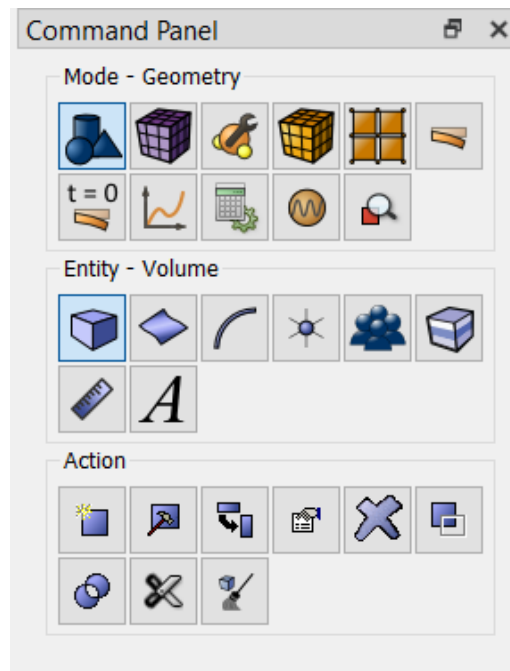 Command Panel
Mode - Geometry
t = 0
Entity - Volume
A
Action